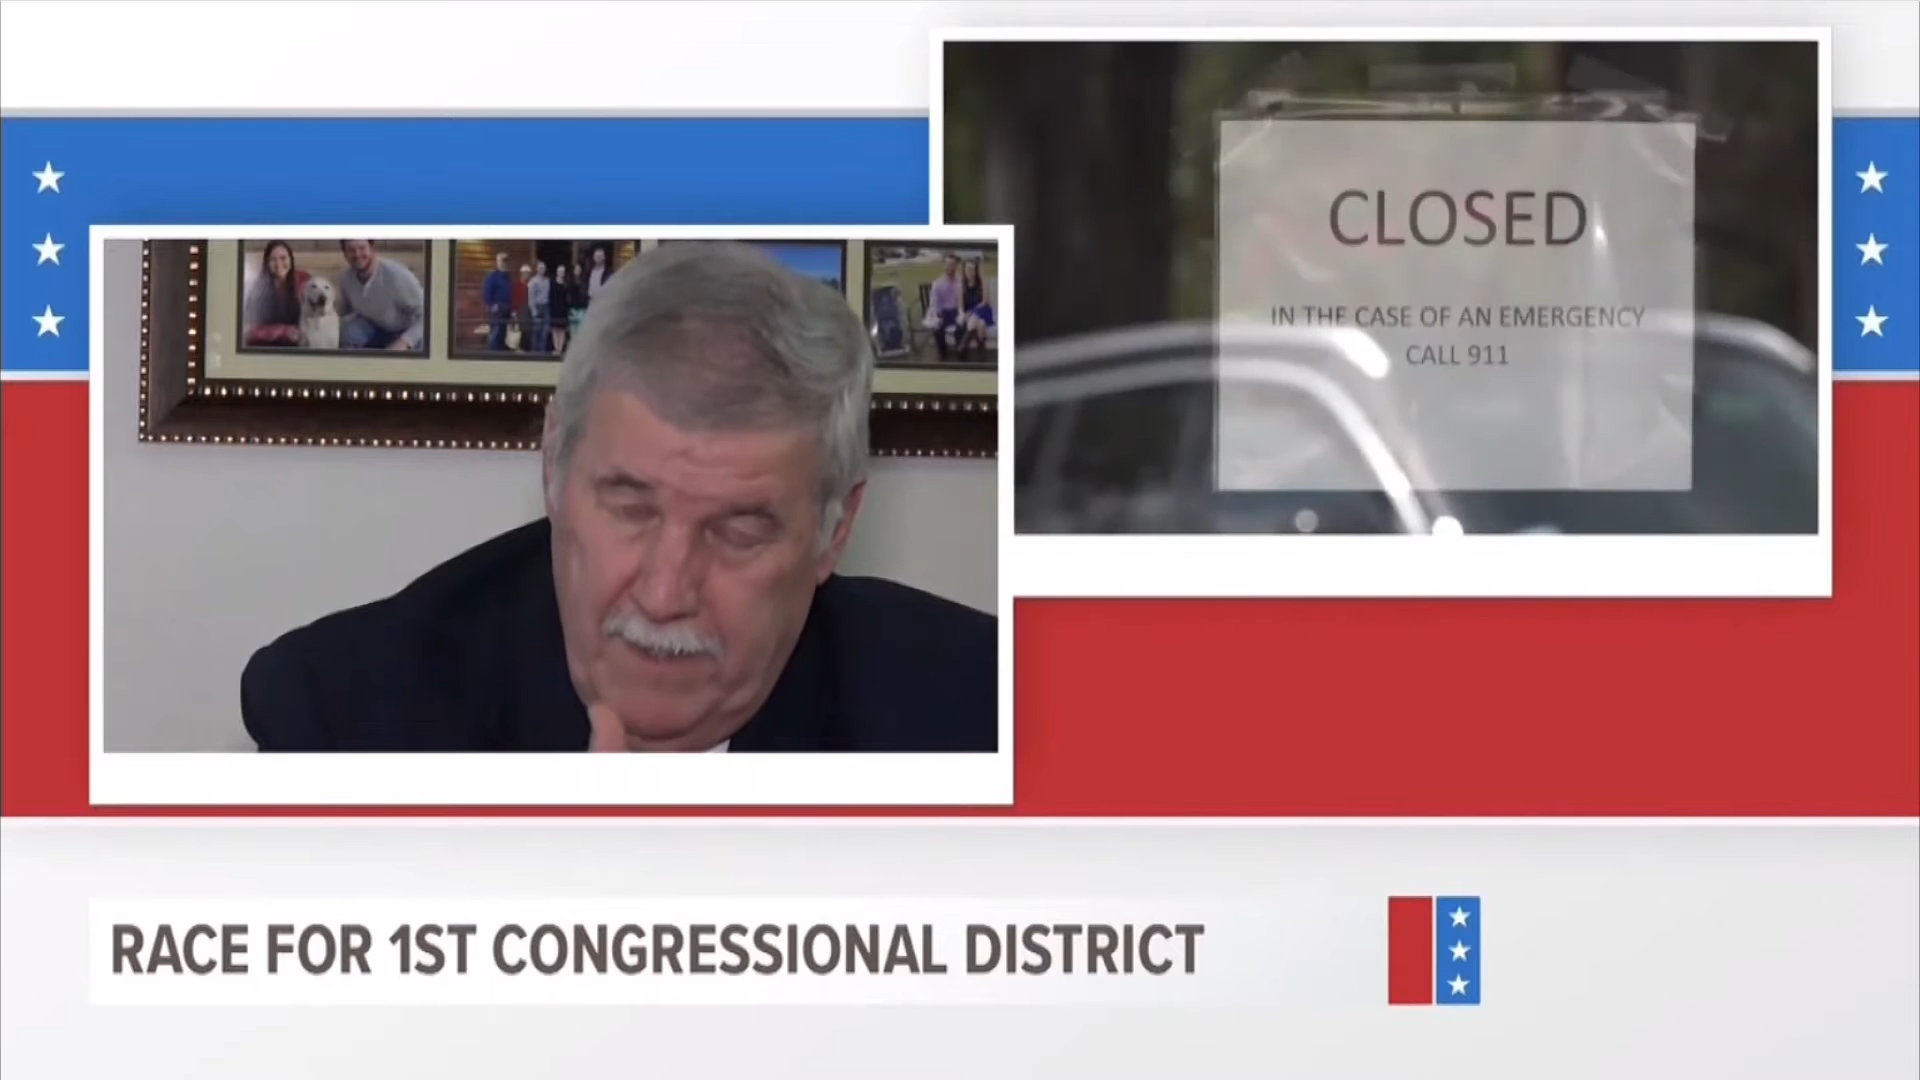 CLOSED
IN THE CASE OF AN EMERGENCY
CALL 911
RACE FOR 1ST CONGRESSIONAL DISTRICT